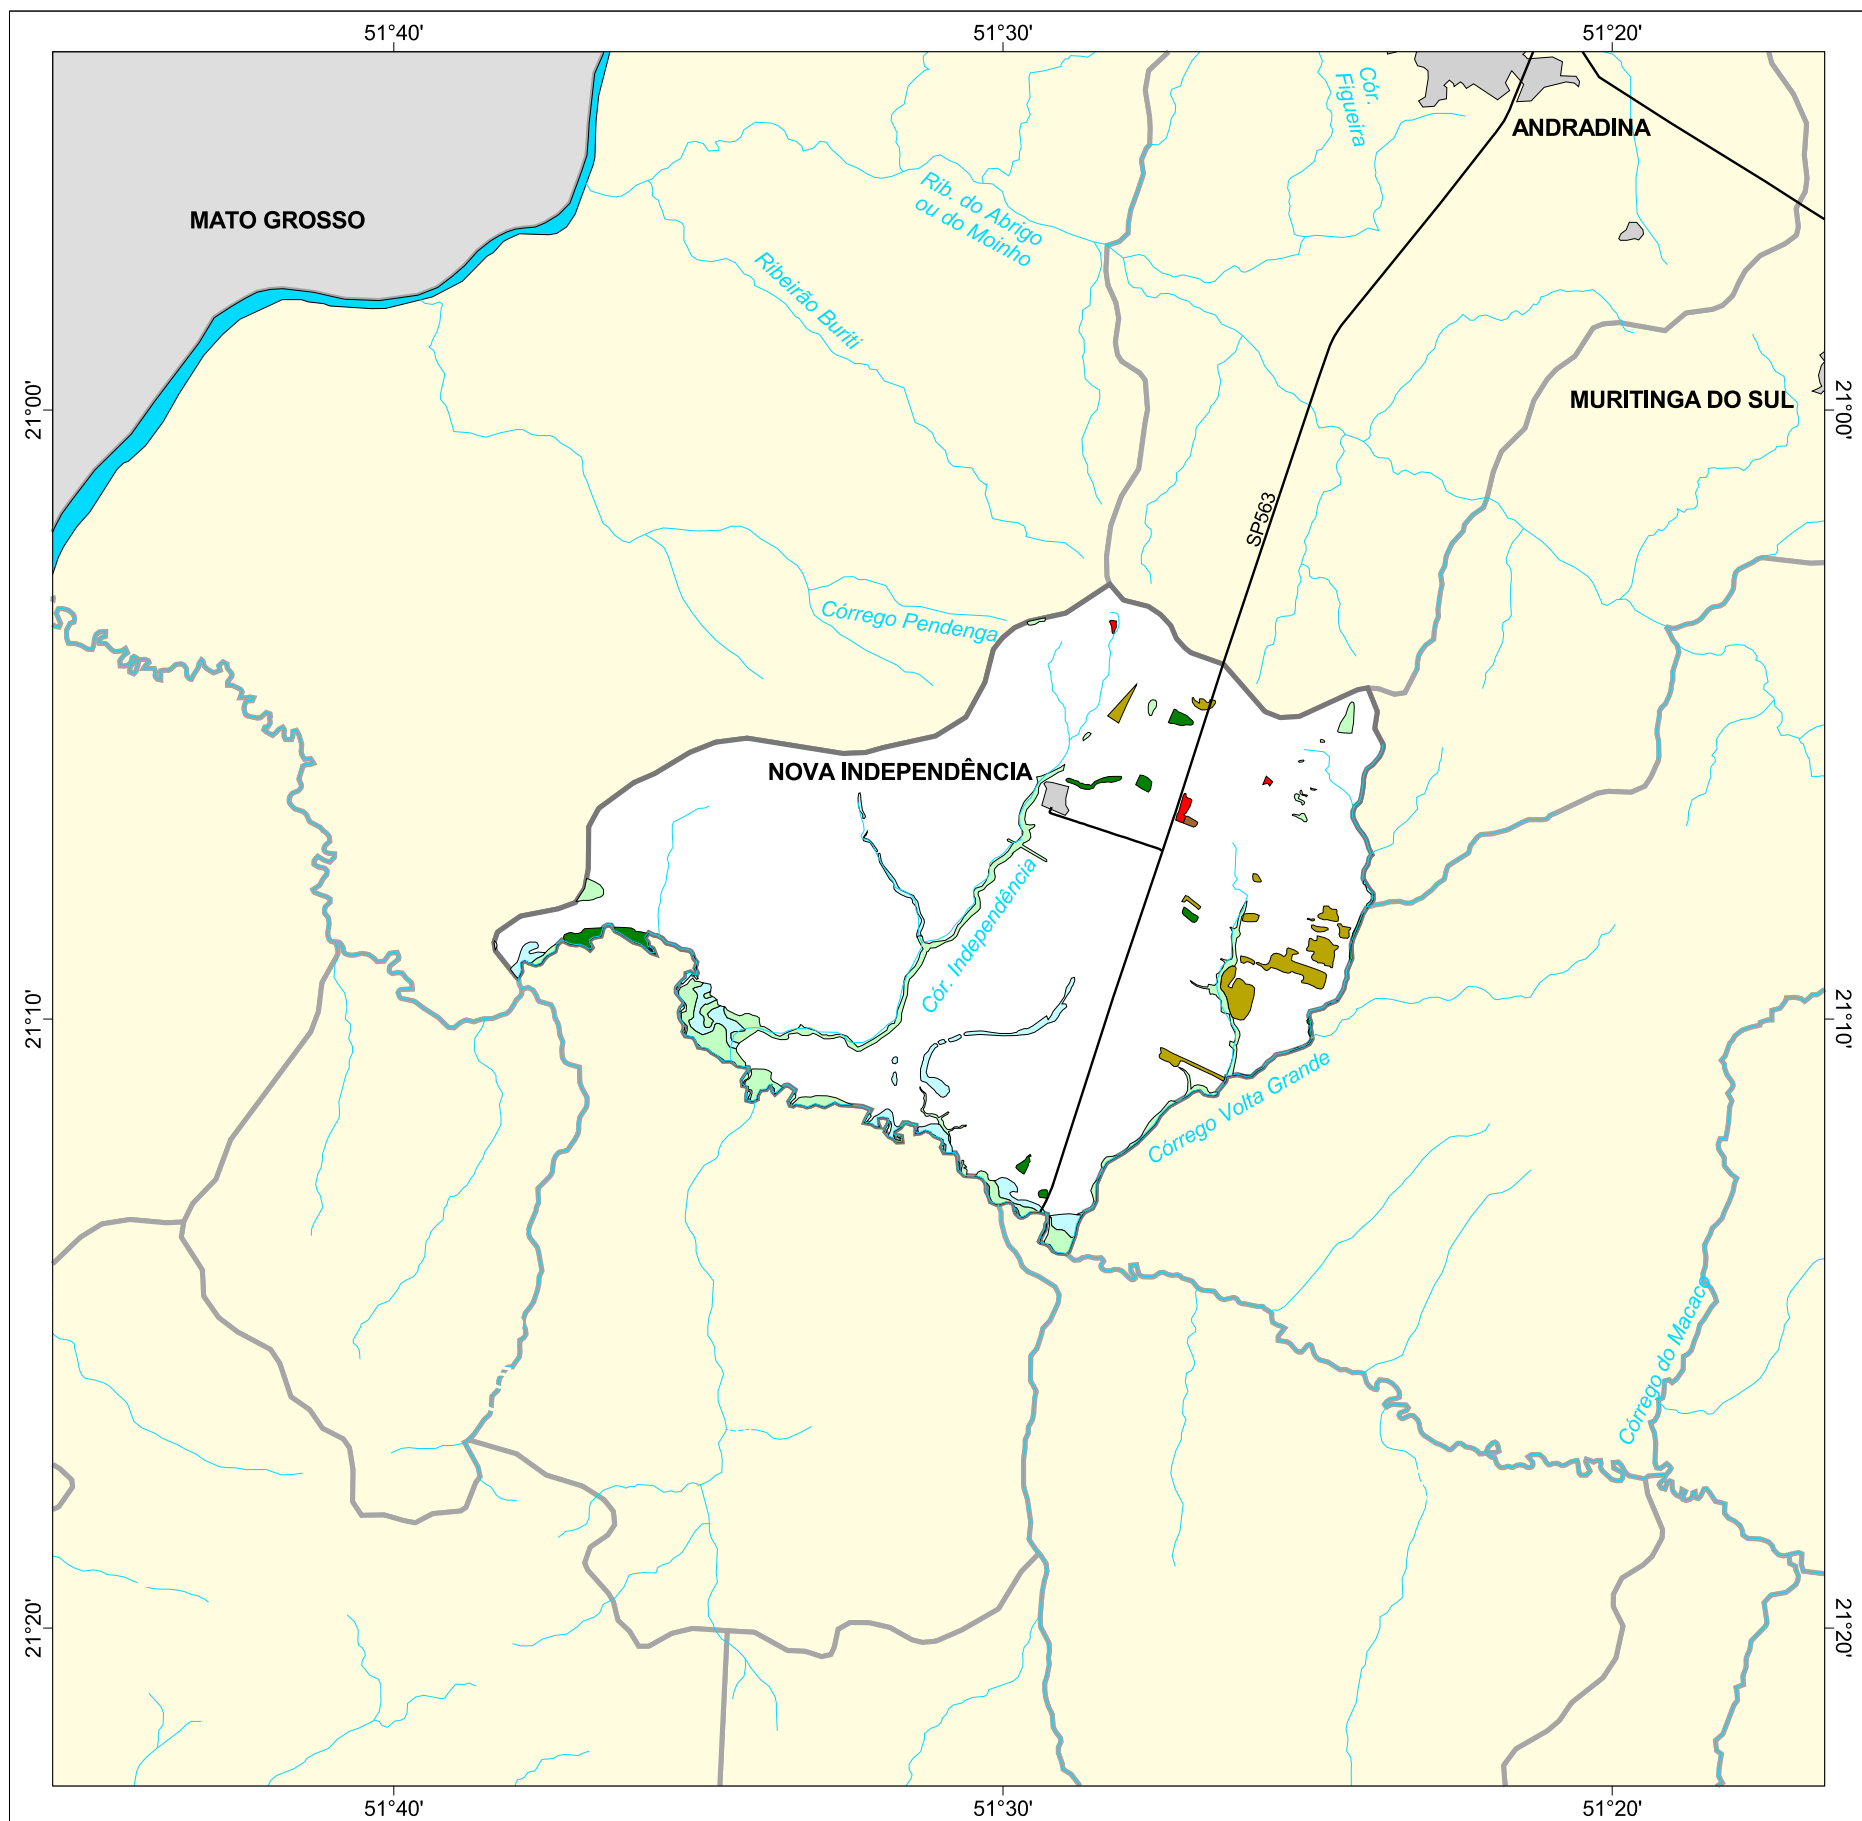 51°40'
51°30'
51°20'
Cór.
Figueira
ANDRADINA
MATO GROSSO
Rib. do Abrigo
ou do Moinho
Ribeirão Buriti
21°00'
MURITINGA DO SUL
21°00'
SP563
Córrego Pendenga
NOVA INDEPENDÊNCIA
Cór. Independência
21°10'
21°10'
Córrego Volta Grande
Córrego do Macaco
21°20'
21°20'
51°40'
51°30'
51°20'